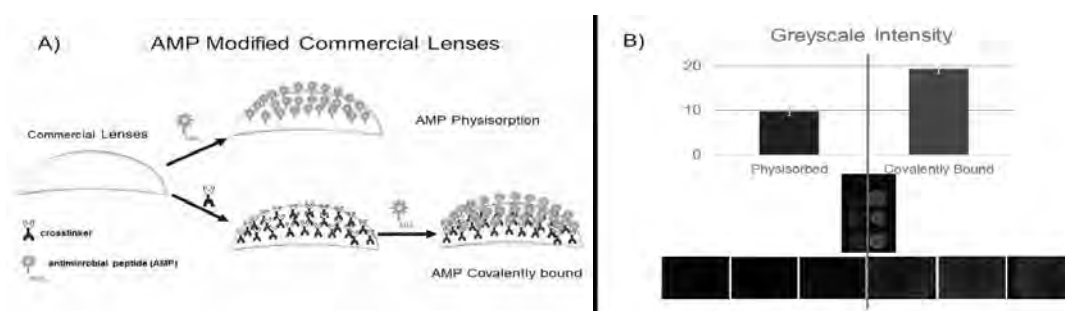 A)
AMP Modified Commercial Lenses
AMP Physisorption
Commercial Lenses
crosslinker
antiminrobial peptide (AMP)
AMP Covalently bound
B)
Greyscale Intensity
20
10
0
Physisorbed
Covalently Bound